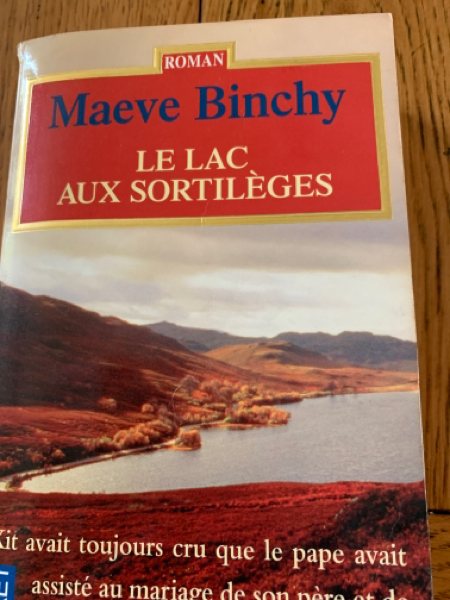 ROMAN
Maeve Binchy
LE LAC
AUX SORTILÈGES
Kit avait toujours cru que le pape avait
assisté au mariage de son père et de